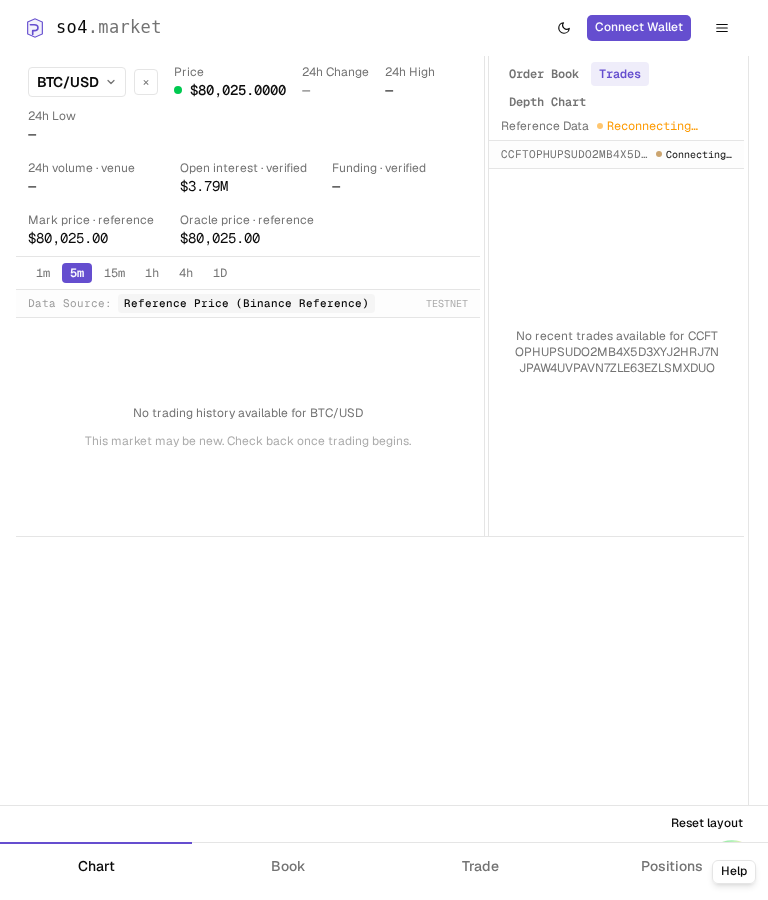 so4.market
Connect Wallet
BTC/USD
×
Price
$80,025.0000
24h Change
—
24h High
—
24h Low
—
24h volume · venue
—
Open interest · verified
$3.79M
Funding · verified
—
Mark price · reference
$80,025.00
Oracle price · reference
$80,025.00
1m 5m 15m 1h 4h 1D
Data Source: Reference Price (Binance Reference) TESTNET
No trading history available for BTC/USD
This market may be new. Check back once trading begins.
Order Book Trades
Depth Chart
Reference Data Reconnecting…
CCFTOPHUPSUDO2MB4X5D… Connecting…
No recent trades available for CCFT
OPHUPSUDO2MB4X5D3XYJ2HRJ7N
JPAW4UVPAVN7ZLE63EZLSMXDUO
Reset layout
Chart Book Trade Positions
Help